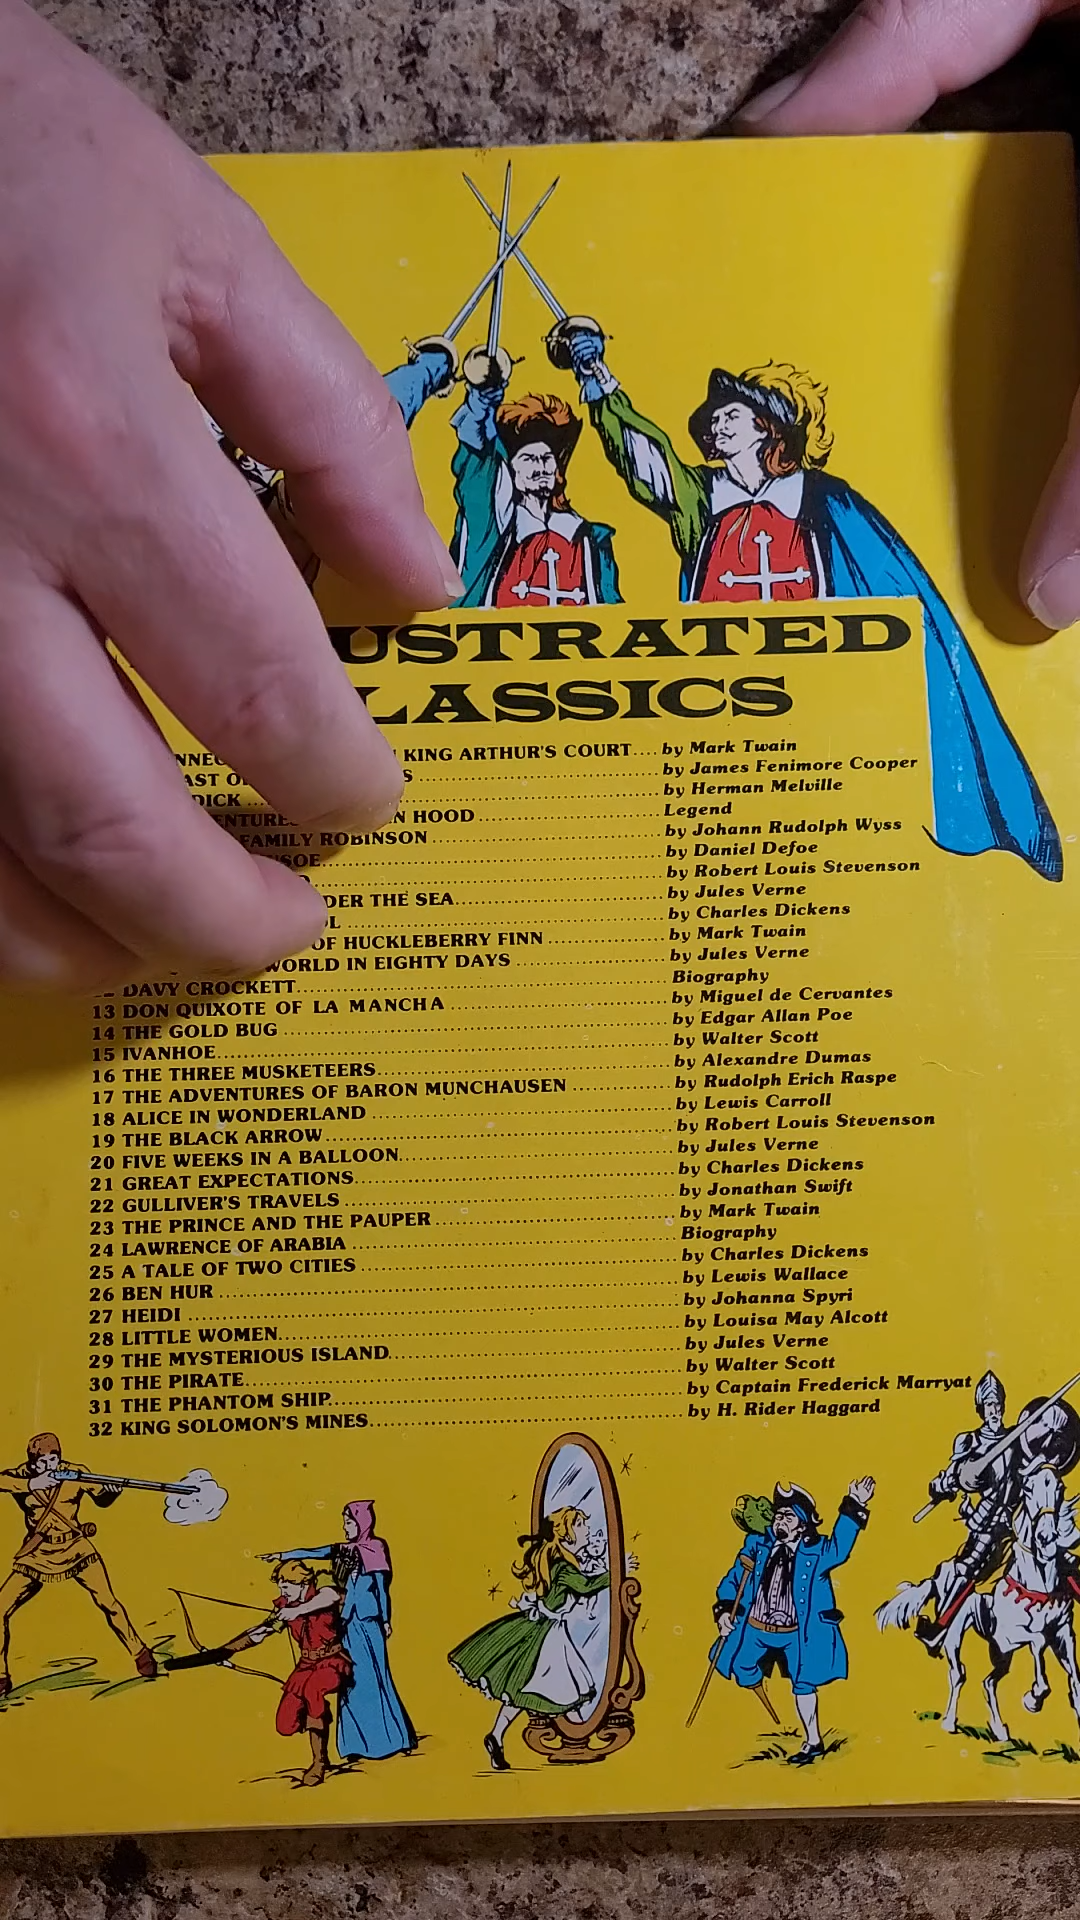 USTRATED
LASSICS
KING ARTHUR'S COURT.... by Mark Twain
AST O S ........ by James Fenimore Cooper
DICK ........ by Herman Melville
ENTURES N HOOD ........ Legend
FAMILY ROBINSON ........ by Johann Rudolph Wyss
SOE........ by Daniel Defoe
by Robert Louis Stevenson
DER THE SEA........ by Jules Verne
OL ........ by Charles Dickens
OF HUCKLEBERRY FINN ........ by Mark Twain
WORLD IN EIGHTY DAYS ........ by Jules Verne
DAVY CROCKETT........ Biography
13 DON QUIXOTE OF LA MANCHA ........ by Miguel de Cervantes
14 THE GOLD BUG ........ by Edgar Allan Poe
15 IVANHOE........ by Walter Scott
16 THE THREE MUSKETEERS........ by Alexandre Dumas
17 THE ADVENTURES OF BARON MUNCHAUSEN ........ by Rudolph Erich Raspe
18 ALICE IN WONDERLAND ........ by Lewis Carroll
19 THE BLACK ARROW........ by Robert Louis Stevenson
20 FIVE WEEKS IN A BALLOON........ by Jules Verne
21 GREAT EXPECTATIONS........ by Charles Dickens
22 GULLIVER'S TRAVELS ........ by Jonathan Swift
23 THE PRINCE AND THE PAUPER ........ by Mark Twain
24 LAWRENCE OF ARABIA ........ Biography
25 A TALE OF TWO CITIES ........ by Charles Dickens
26 BEN HUR ........ by Lewis Wallace
27 HEIDI ........ by Johanna Spyri
28 LITTLE WOMEN........ by Louisa May Alcott
29 THE MYSTERIOUS ISLAND........ by Jules Verne
30 THE PIRATE........ by Walter Scott
31 THE PHANTOM SHIP........ by Captain Frederick Marryat
32 KING SOLOMON'S MINES........ by H. Rider Haggard